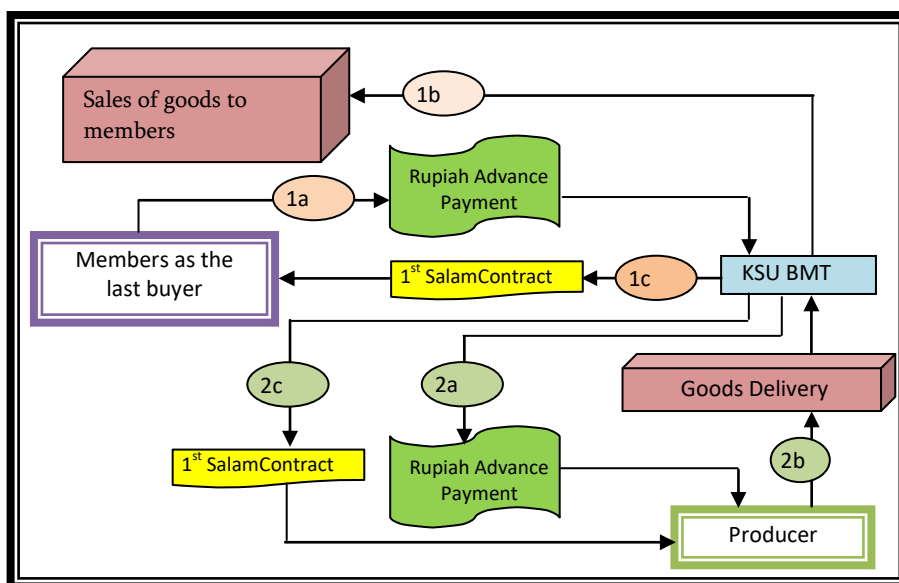 Sales of goods to
members
1b
Rupiah Advance
Payment
1a
Members as the
last buyer
1st SalamContract
1c
KSU BMT
2c
2a
Goods Delivery
1st SalamContract
Rupiah Advance
Payment
2b
Producer